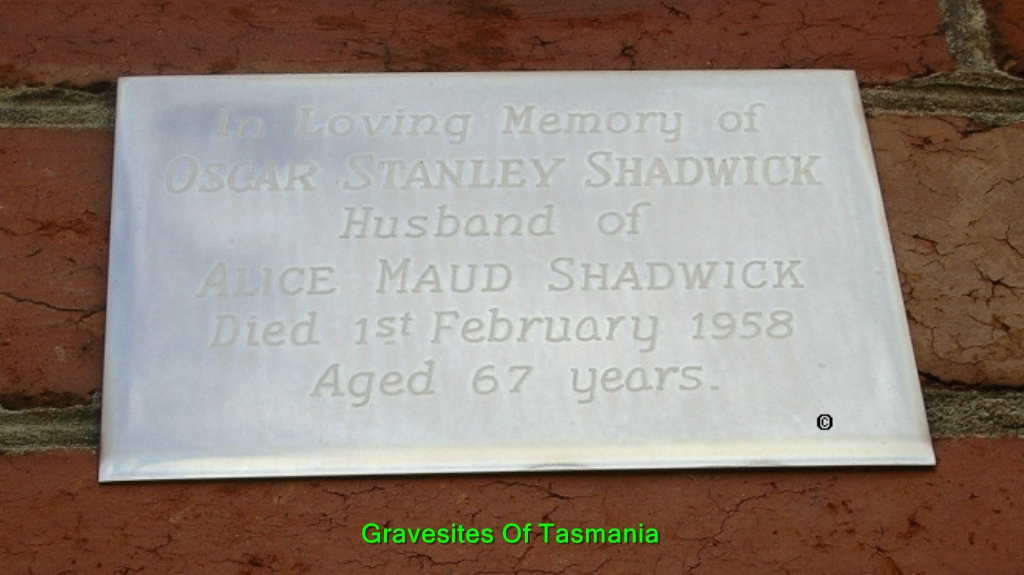 In Loving Memory of
OSCAR STANLEY SHADWICK
Husband of
ALICE MAUD SHADWICK
Died 1st February 1958
Aged 67 years.
©
Gravesites Of Tasmania